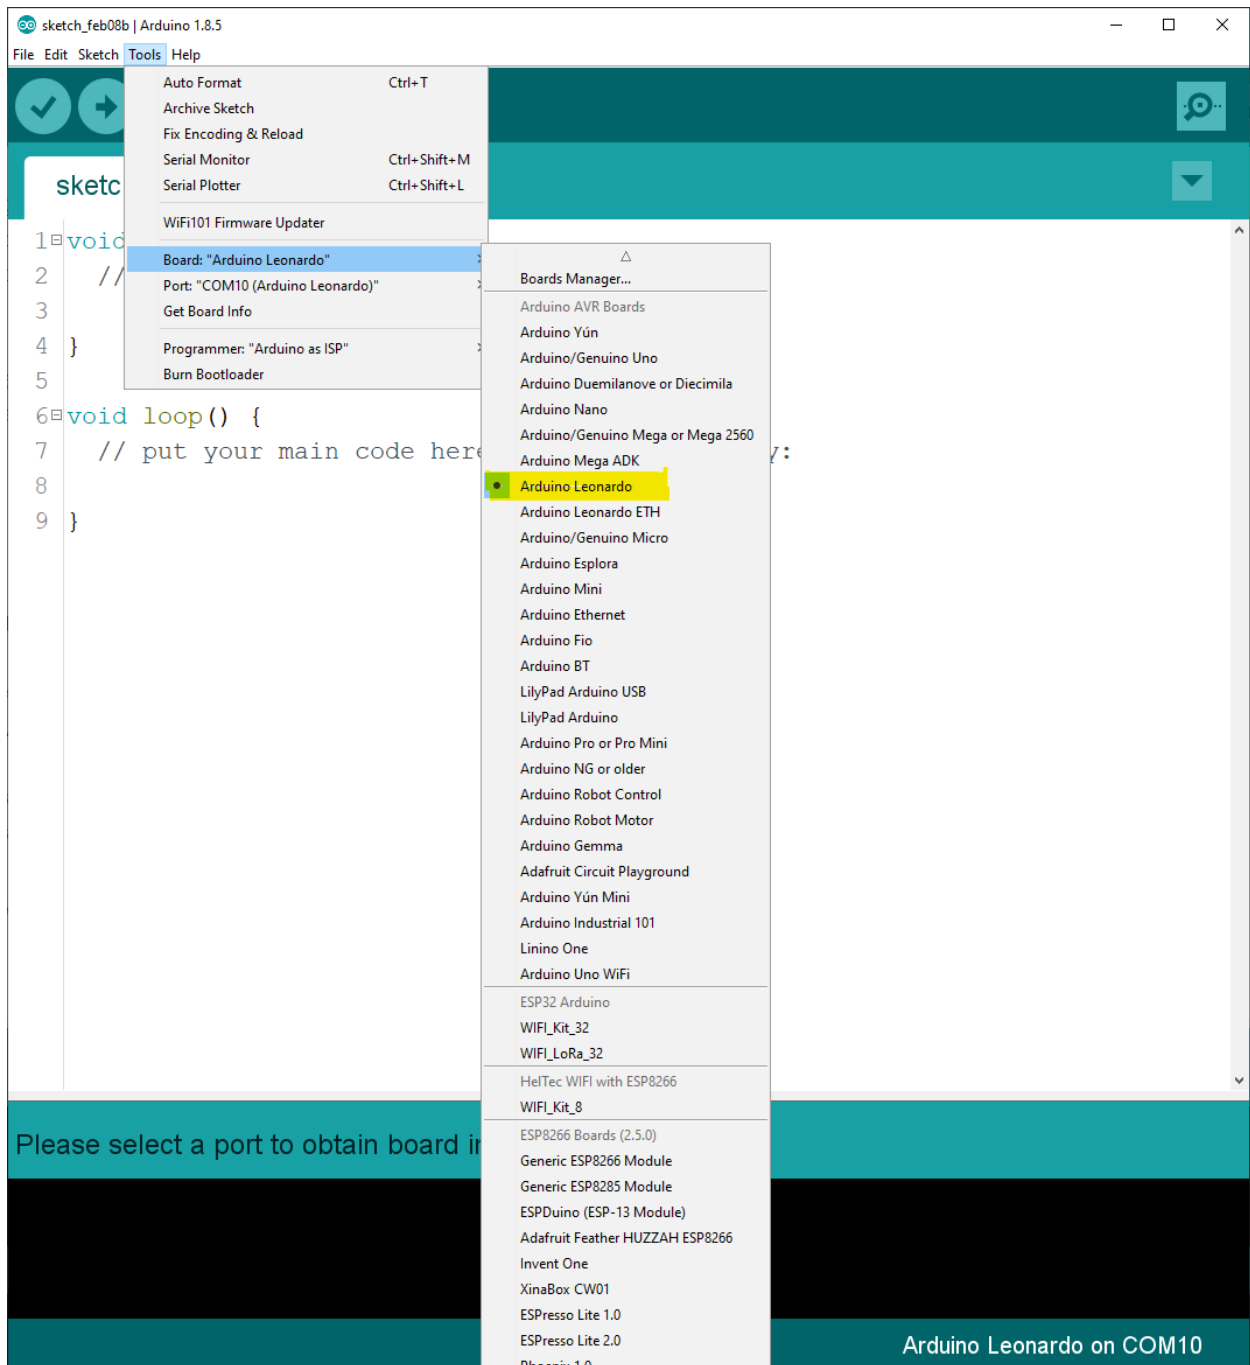 sketch_feb08b | Arduino 1.8.5
File Edit Sketch Tools Help
Auto Format Ctrl+T
Archive Sketch
Fix Encoding & Reload
Serial Monitor Ctrl+Shift+M
Serial Plotter Ctrl+Shift+L
WiFi101 Firmware Updater
Board: "Arduino Leonardo"
Port: "COM10 (Arduino Leonardo)"
Get Board Info
Programmer: "Arduino as ISP"
Burn Bootloader
Boards Manager...
Arduino AVR Boards
Arduino Yún
Arduino/Genuino Uno
Arduino Duemilanove or Diecimila
Arduino Nano
Arduino/Genuino Mega or Mega 2560
Arduino Mega ADK
Arduino Leonardo
Arduino Leonardo ETH
Arduino/Genuino Micro
Arduino Esplora
Arduino Mini
Arduino Ethernet
Arduino Fio
Arduino BT
LilyPad Arduino USB
LilyPad Arduino
Arduino Pro or Pro Mini
Arduino NG or older
Arduino Robot Control
Arduino Robot Motor
Arduino Gemma
Adafruit Circuit Playground
Arduino Yún Mini
Arduino Industrial 101
Linino One
Arduino Uno WiFi
ESP32 Arduino
WIFI_Kit_32
WIFI_LoRa_32
HelTec WIFI with ESP8266
WIFI_Kit_8
ESP8266 Boards (2.5.0)
Generic ESP8266 Module
Generic ESP8285 Module
ESPDuino (ESP-13 Module)
Adafruit Feather HUZZAH ESP8266
Invent One
XinaBox CW01
ESPresso Lite 1.0
ESPresso Lite 2.0
Phoenix 1.0
sketc
1 void
2 //
3
4 }
5
6 void loop() {
7 // put your main code here y:
8
9 }
Please select a port to obtain board in
Arduino Leonardo on COM10